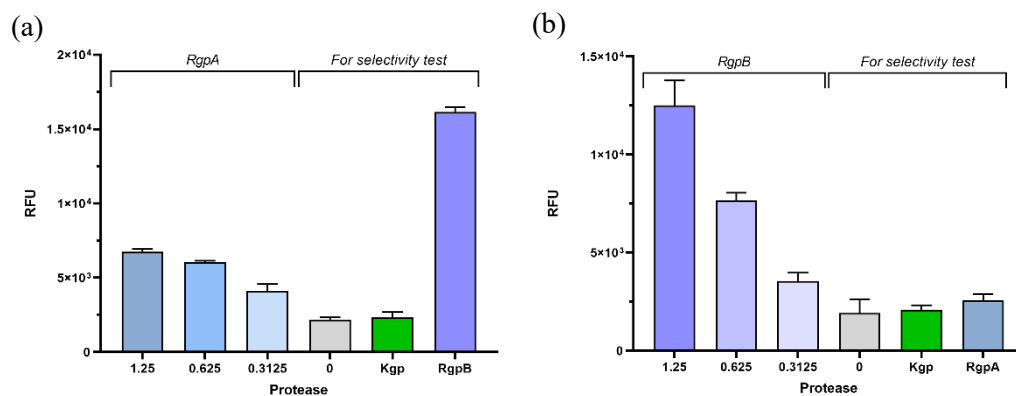 (a)
RgpA
For selectivity test
2×10⁴
1.5×10⁴
1×10⁴
5×10³
0
RFU
1.25
0.625
0.3125
0
Kgp
RgpB
Protease
(b)
RgpB
For selectivity test
1.5×10⁴
1×10⁴
5×10³
0
RFU
1.25
0.625
0.3125
0
Kgp
RgpA
Protease